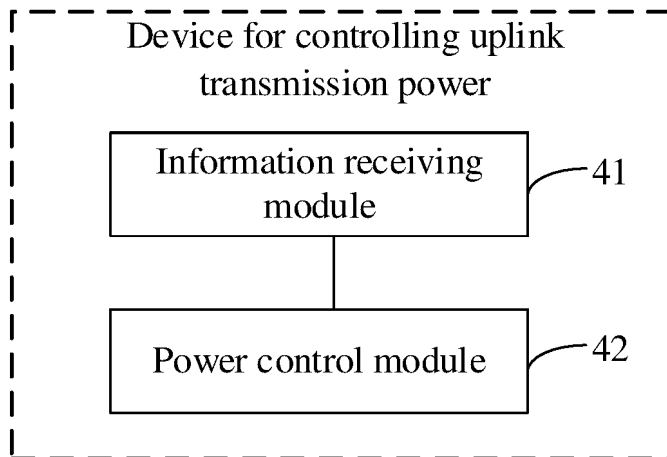 Device for controlling uplink
transmission power
Information receiving
module
41
Power control module
42